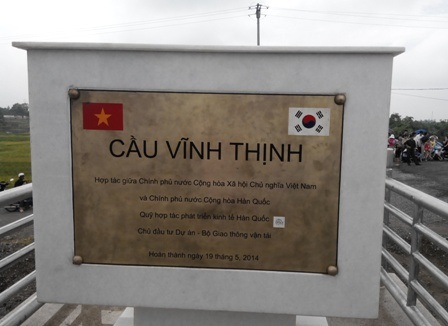 CẦU VĨNH THỊNH
Hợp tác giữa Chính phủ nước Cộng hòa Xã hội Chủ nghĩa Việt Nam
và Chính phủ nước Cộng hòa Hàn Quốc
Quỹ hợp tác phát triển kinh tế Hàn Quốc
Chủ đầu tư Dự án - Bộ Giao thông vận tải
Hoàn thành ngày 19 tháng 5, 2014